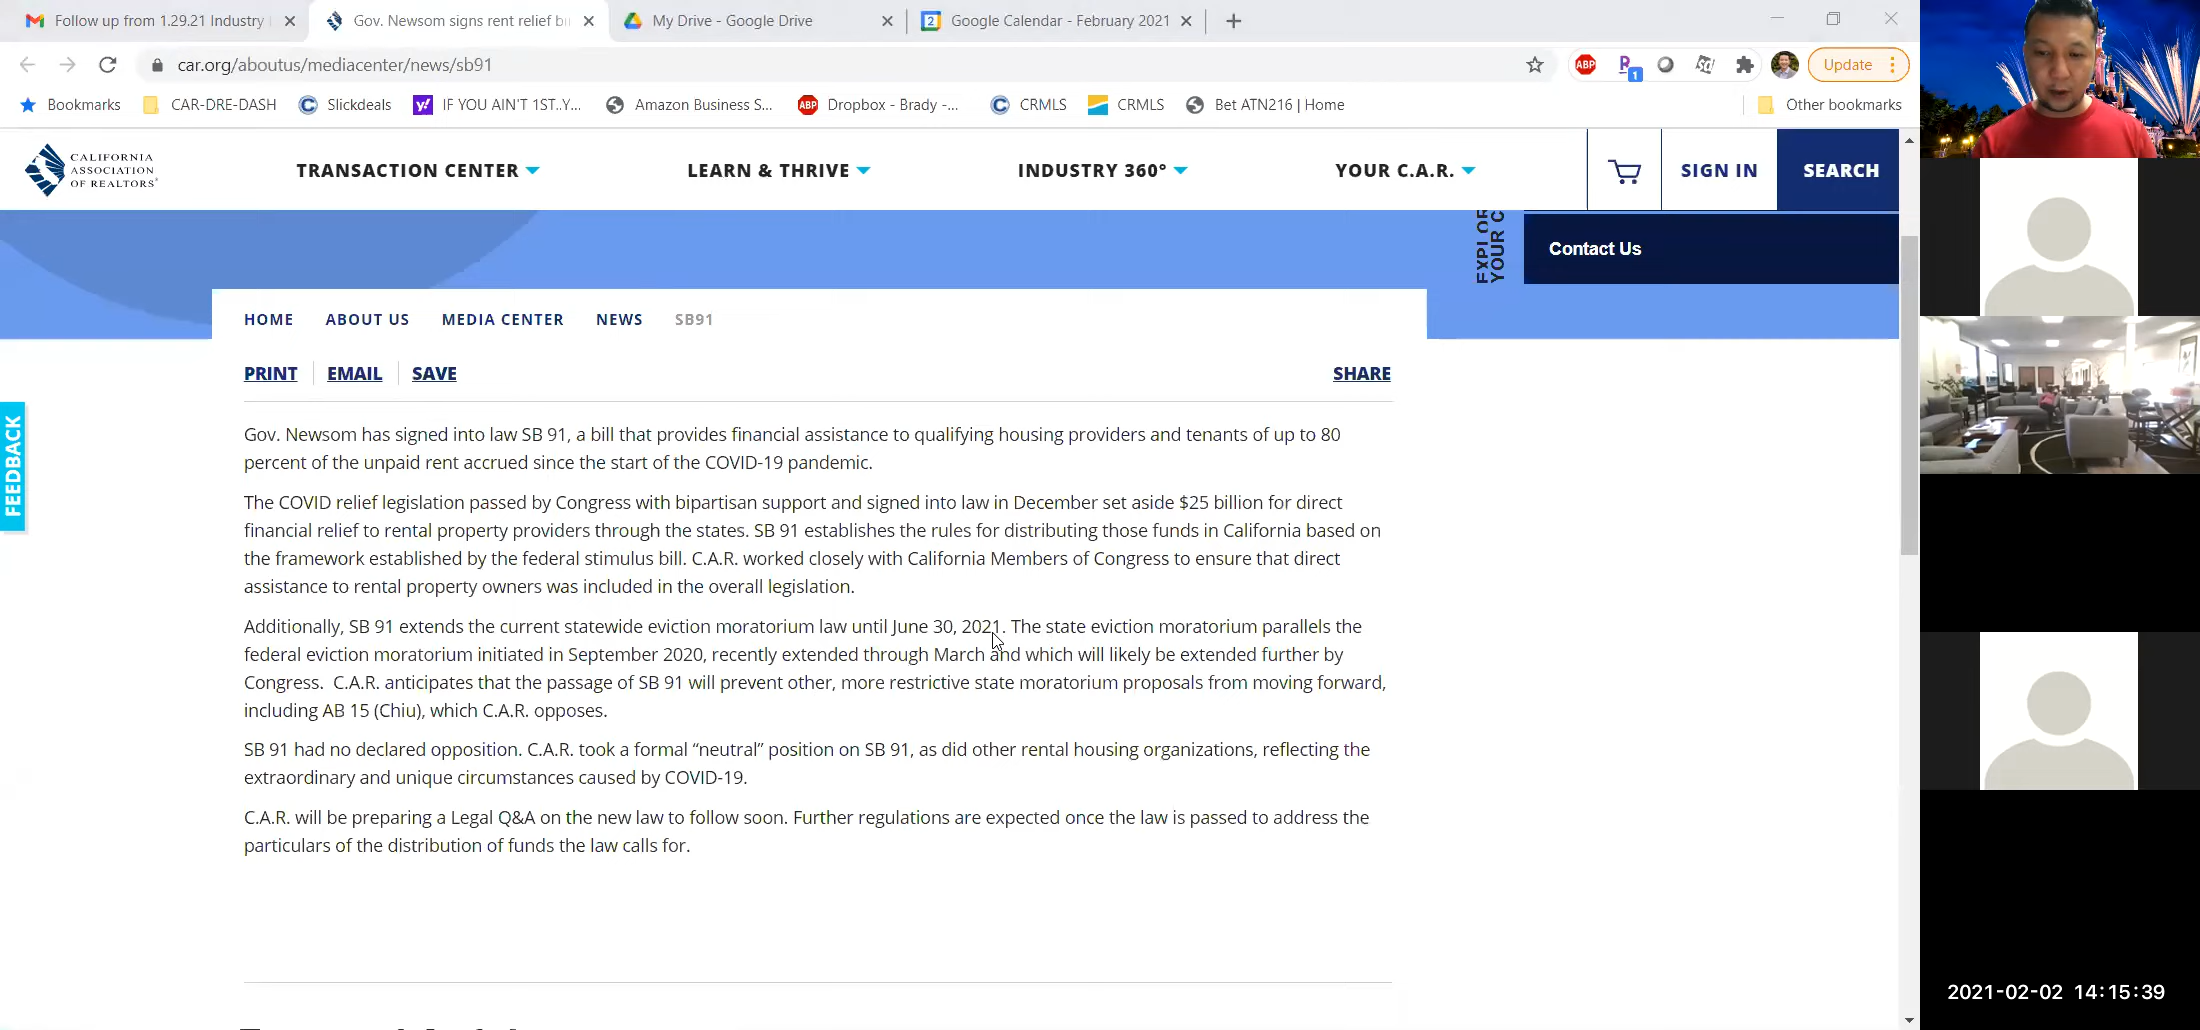 Follow up from 1.29.21 Industry
Gov. Newsom signs rent relief bi
My Drive - Google Drive
2
Google Calendar - February 2021
car.org/aboutus/mediacenter/news/sb91
ABP
1
Update
Bookmarks
CAR-DRE-DASH
Slickdeals
IF YOU AIN'T 1ST..Y...
Amazon Business S...
ABP
Dropbox - Brady -...
CRMLS
CRMLS
Bet ATN216 | Home
Other bookmarks
CALIFORNIA
ASSOCIATION
OF REALTORS®
TRANSACTION CENTER
LEARN & THRIVE
INDUSTRY 360°
YOUR C.A.R.
SIGN IN
SEARCH
EXPLOR
YOUR C
Contact Us
HOME
ABOUT US
MEDIA CENTER
NEWS
SB91
PRINT
EMAIL
SAVE
SHARE
FEEDBACK
Gov. Newsom has signed into law SB 91, a bill that provides financial assistance to qualifying housing providers and tenants of up to 80
percent of the unpaid rent accrued since the start of the COVID-19 pandemic.
The COVID relief legislation passed by Congress with bipartisan support and signed into law in December set aside $25 billion for direct
financial relief to rental property providers through the states. SB 91 establishes the rules for distributing those funds in California based on
the framework established by the federal stimulus bill. C.A.R. worked closely with California Members of Congress to ensure that direct
assistance to rental property owners was included in the overall legislation.
Additionally, SB 91 extends the current statewide eviction moratorium law until June 30, 2021. The state eviction moratorium parallels the
federal eviction moratorium initiated in September 2020, recently extended through March and which will likely be extended further by
Congress.  C.A.R. anticipates that the passage of SB 91 will prevent other, more restrictive state moratorium proposals from moving forward,
including AB 15 (Chiu), which C.A.R. opposes.
SB 91 had no declared opposition. C.A.R. took a formal “neutral” position on SB 91, as did other rental housing organizations, reflecting the
extraordinary and unique circumstances caused by COVID-19.
C.A.R. will be preparing a Legal Q&A on the new law to follow soon. Further regulations are expected once the law is passed to address the
particulars of the distribution of funds the law calls for.
2021-02-02 14:15:39